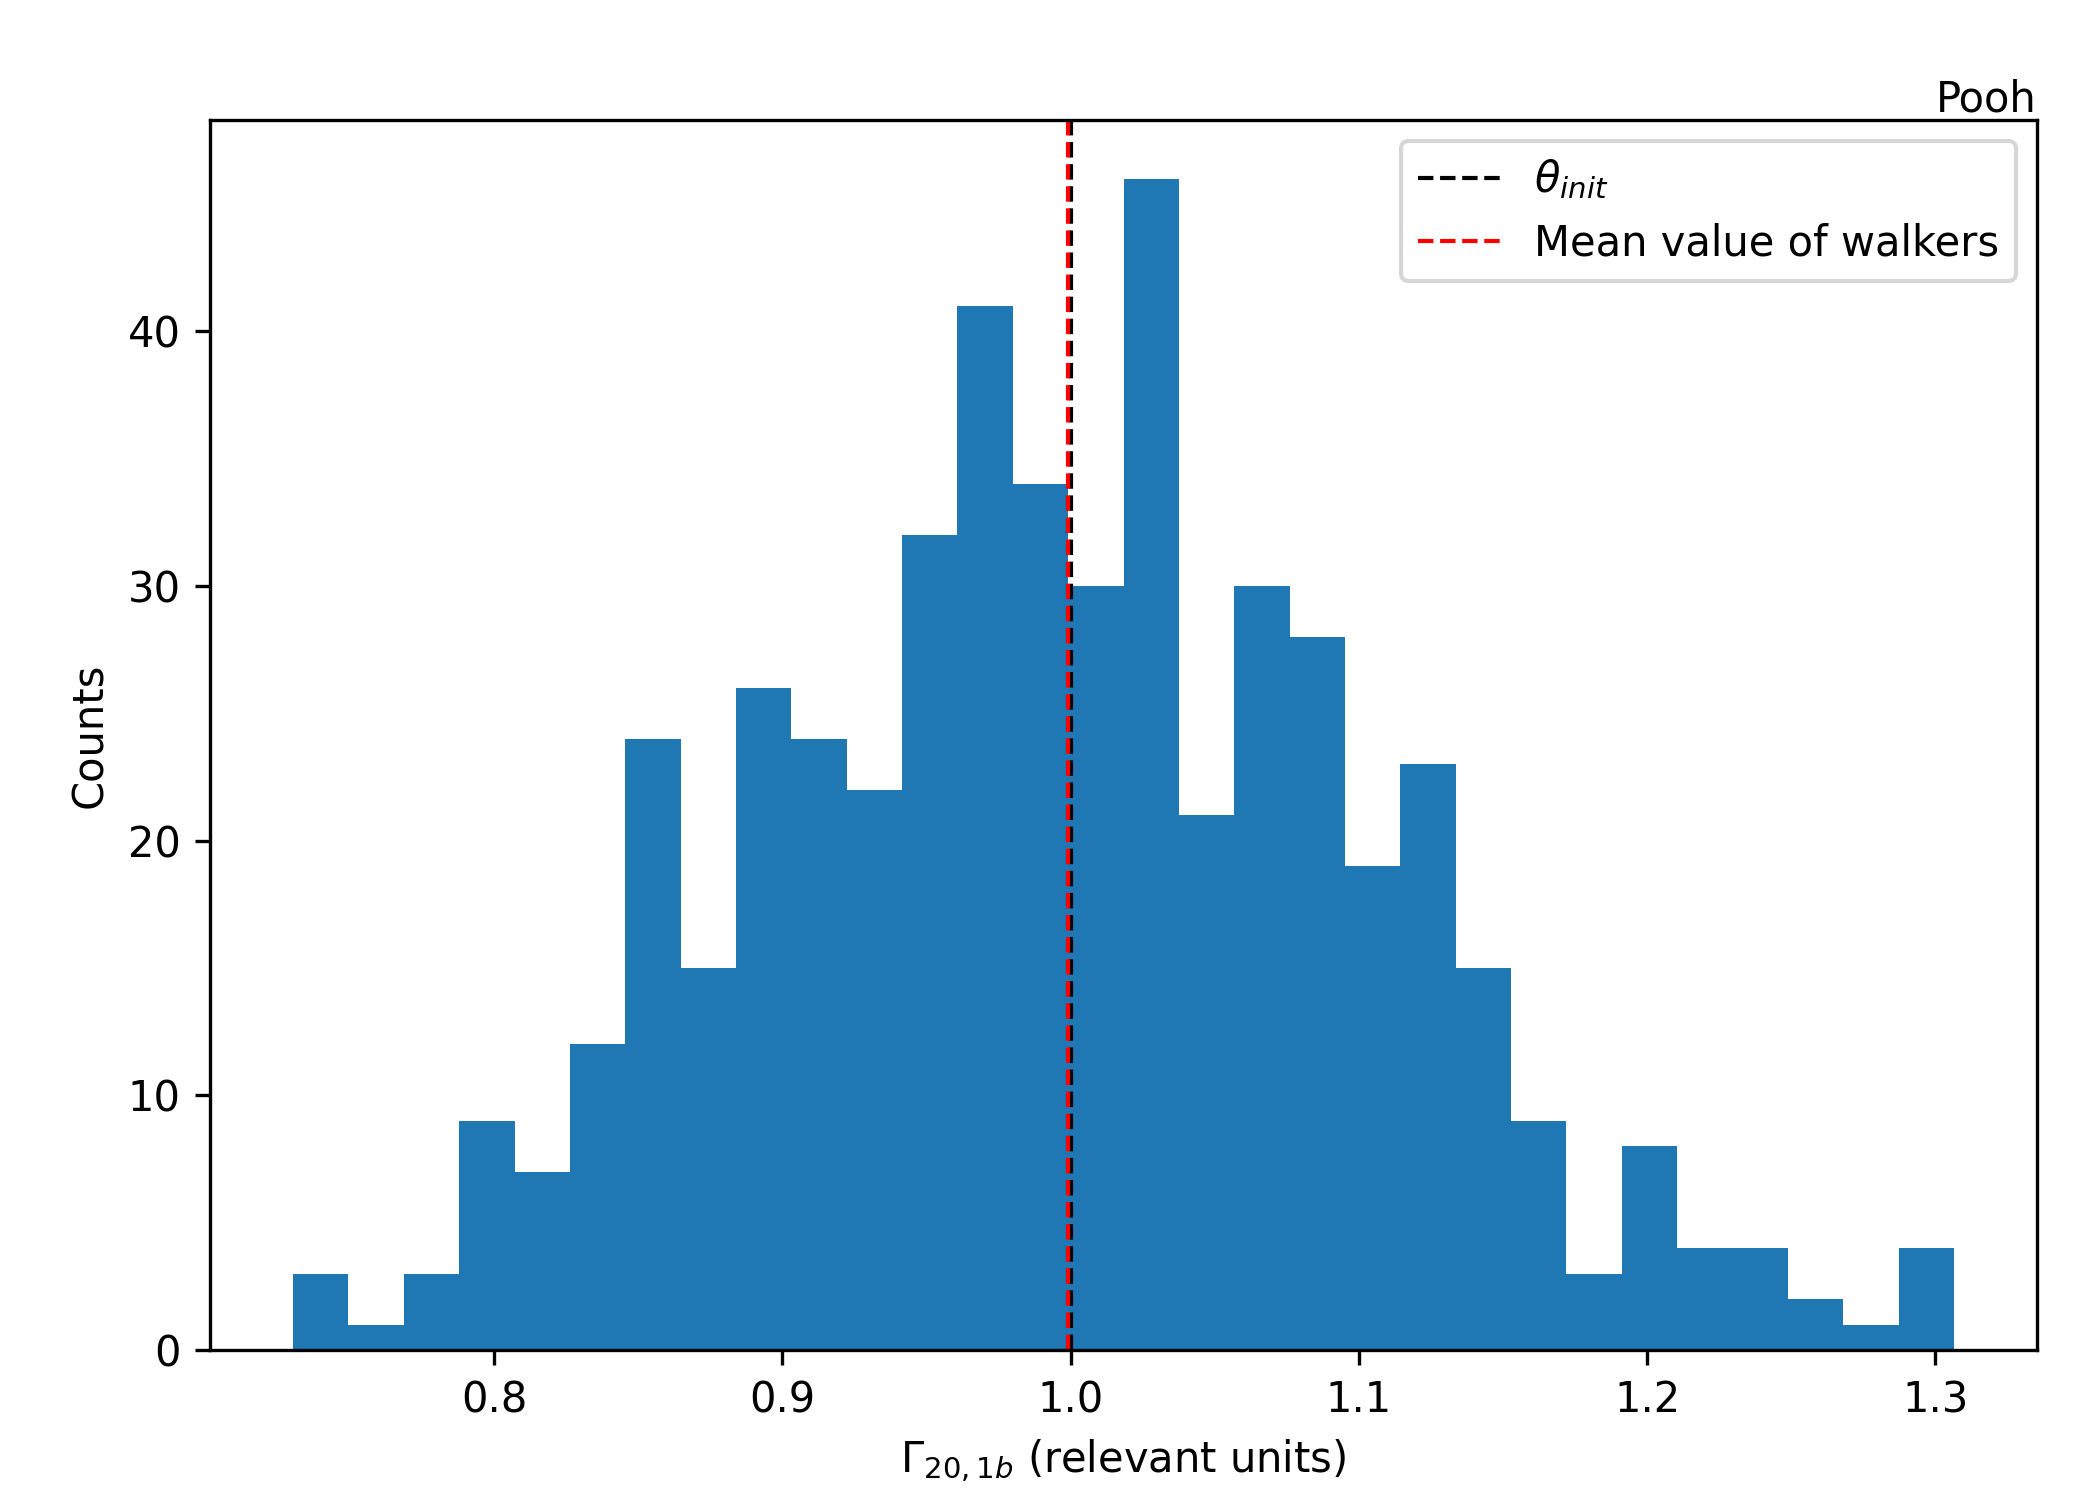 Pooh
θ_init
Mean value of walkers
40
30
20
10
0
Counts
0.8 0.9 1.0 1.1 1.2 1.3
Γ_20, 1b (relevant units)